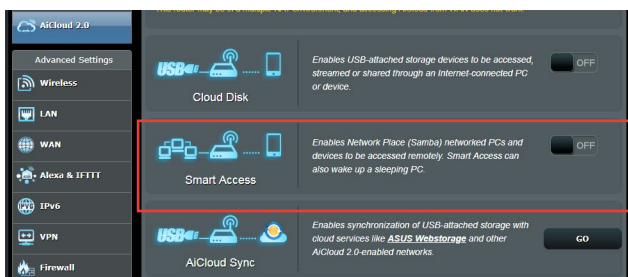 AiCloud 2.0
Advanced Settings
Wireless
LAN
WAN
Alexa & IFTTT
IPv6
VPN
Firewall
USB
Cloud Disk
Enables USB-attached storage devices to be accessed,
streamed or shared through an Internet-connected PC
or device.
OFF
Smart Access
Enables Network Place (Samba) networked PCs and
devices to be accessed remotely. Smart Access can
also wake up a sleeping PC.
OFF
USB
AiCloud Sync
Enables synchronization of USB-attached storage with
cloud services like ASUS Webstorage and other
AiCloud 2.0-enabled networks.
GO